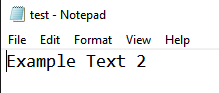 test - Notepad
File Edit Format View Help
Example Text 2